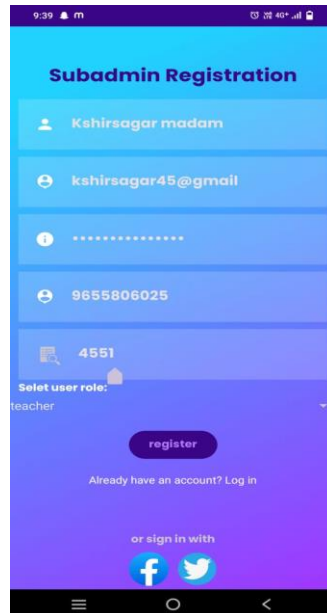 9:39
4G+
Subadmin Registration
Kshirsagar madam
kshirsagar45@gmail
•••••••••••••••
9655806025
4551
Selet user role:
teacher
register
Already have an account? Log in
or sign in with